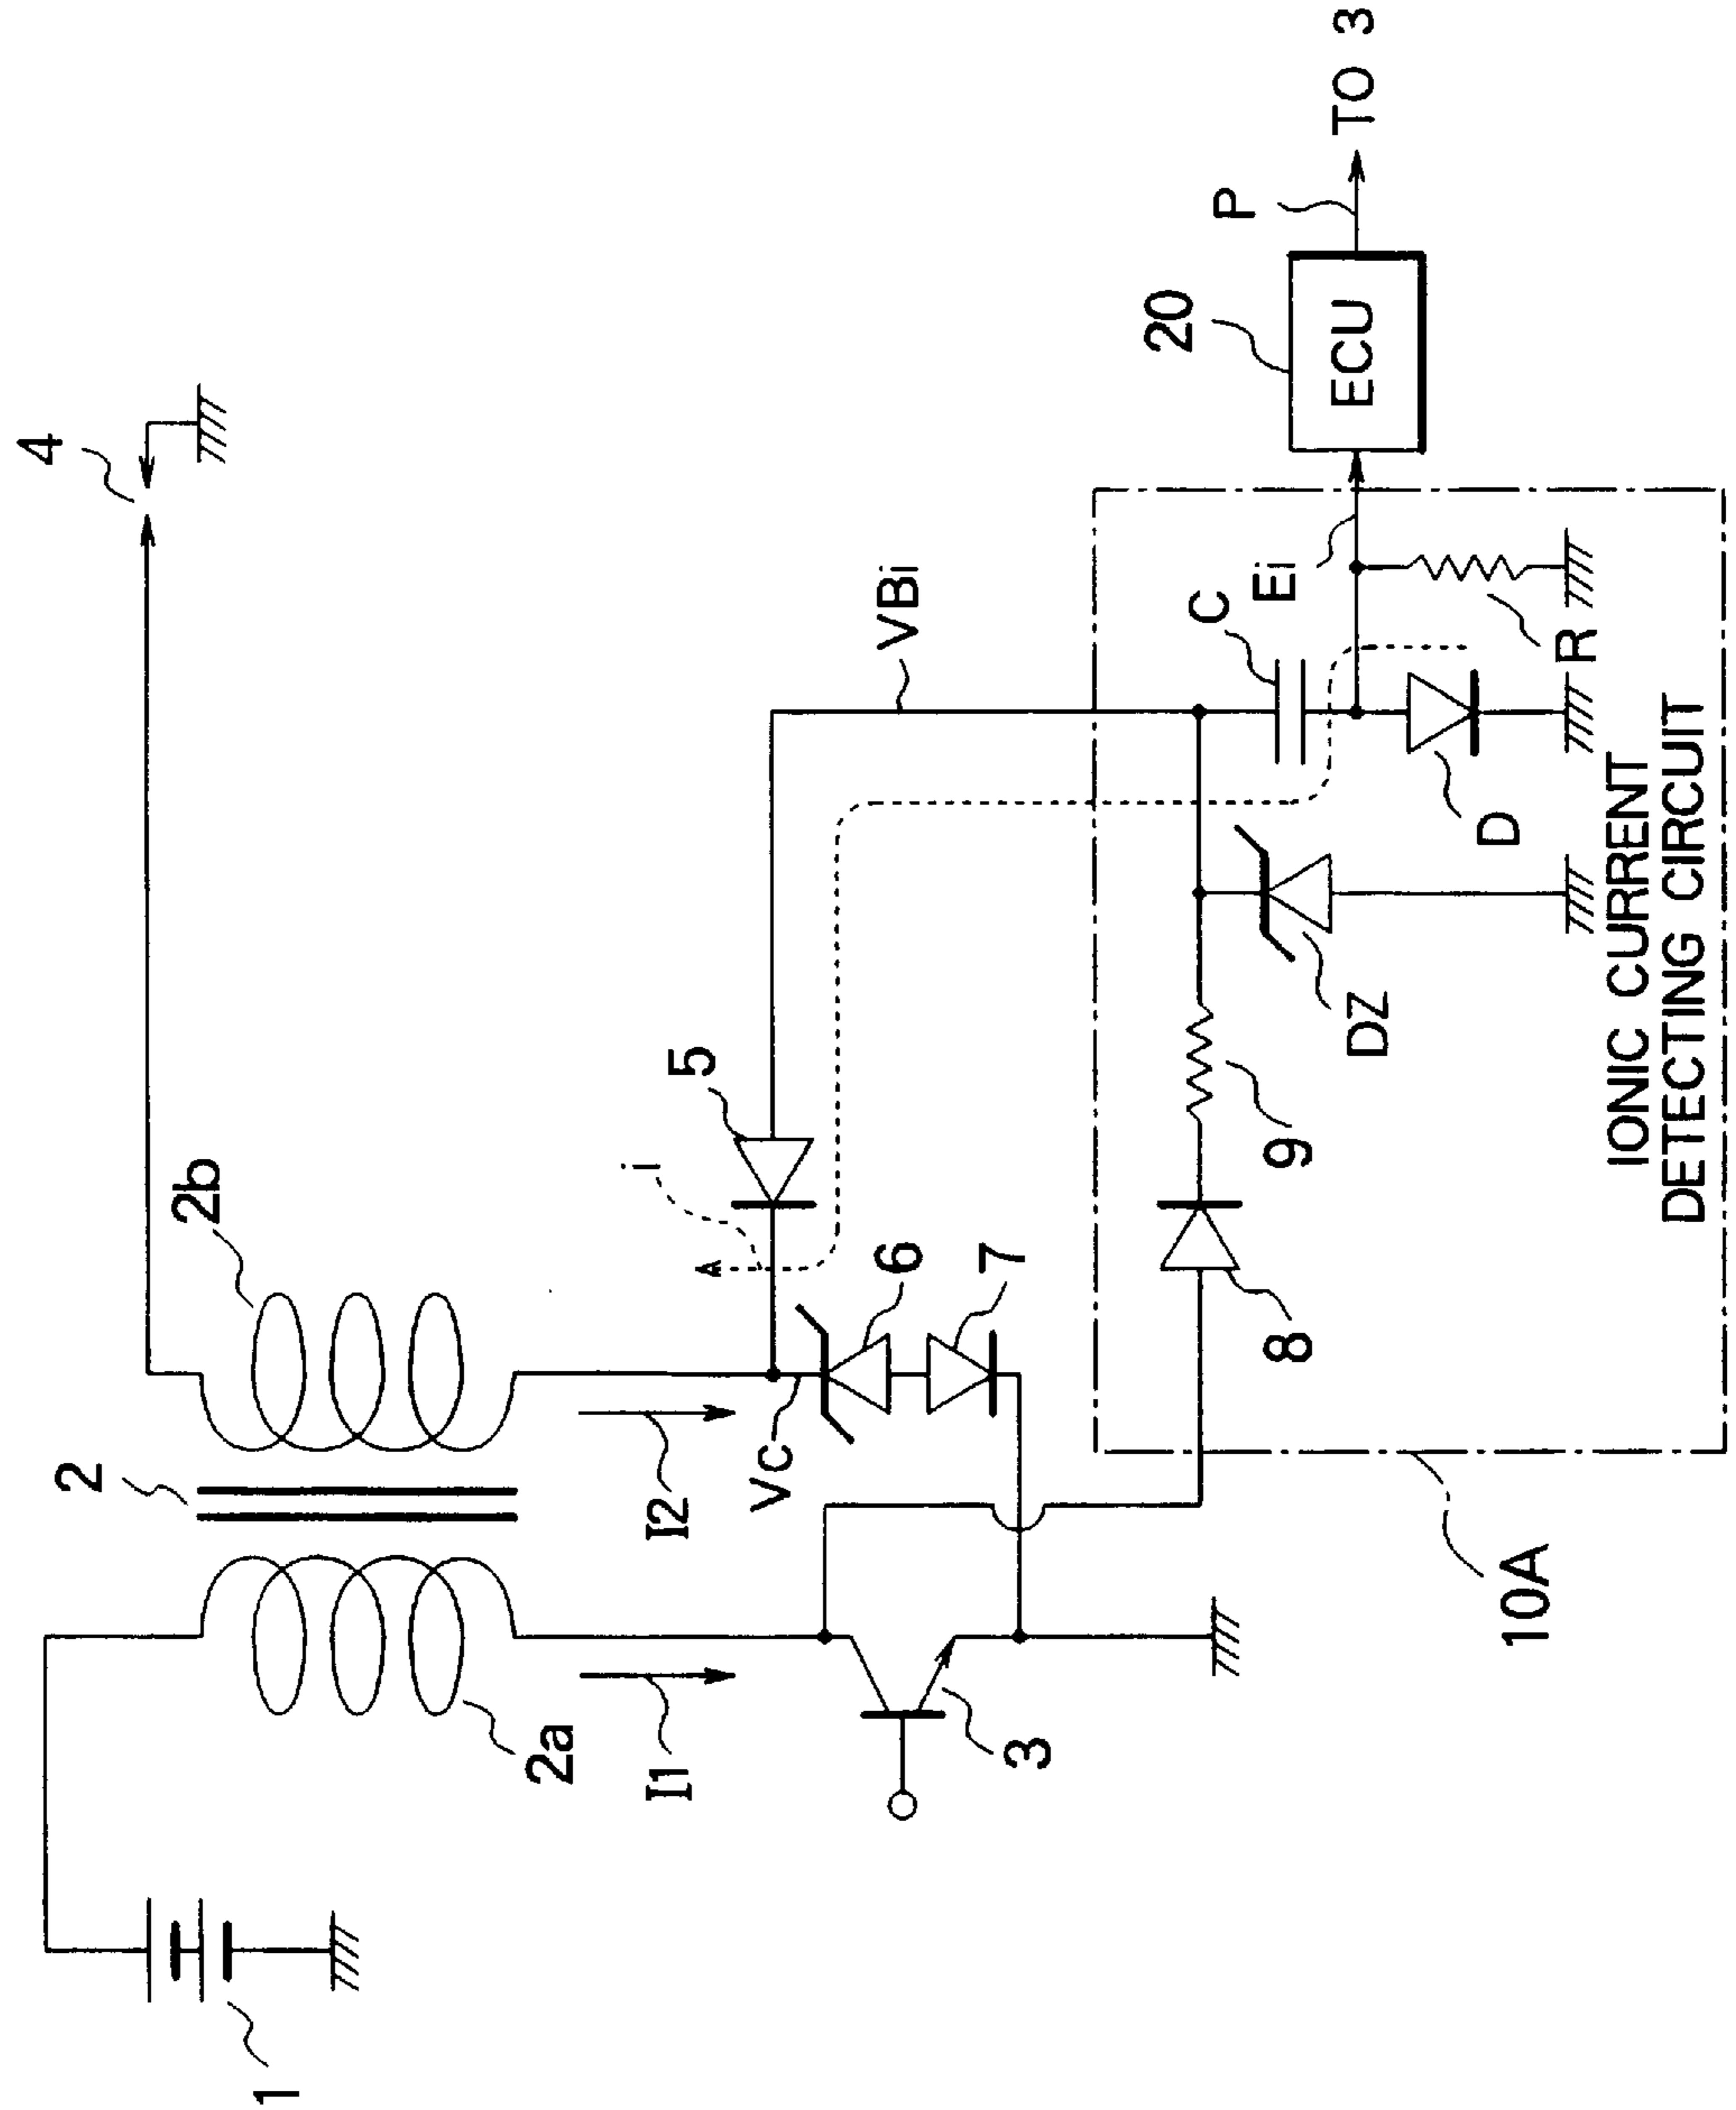 1
2
2a
2b
4
I1
I2
3
Vc
6
7
i
5
VBi
8
9
DZ
C
D
Ei
R
20
ECU
P
TO 3
10A
IONIC CURRENT
DETECTING CIRCUIT